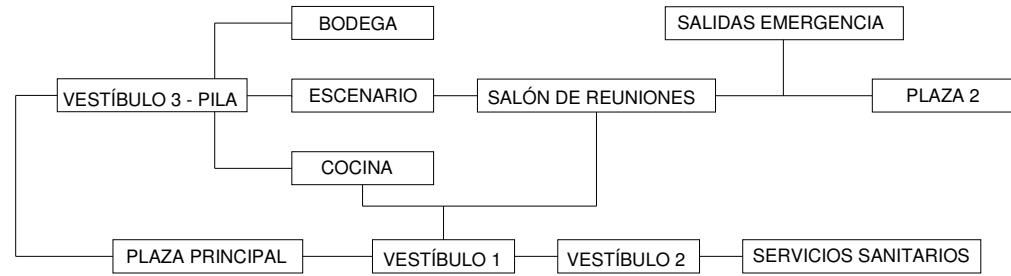 BODEGA
SALIDAS EMERGENCIA
VESTÍBULO 3 - PILA
ESCENARIO
SALÓN DE REUNIONES
PLAZA 2
COCINA
PLAZA PRINCIPAL
VESTÍBULO 1
VESTÍBULO 2
SERVICIOS SANITARIOS